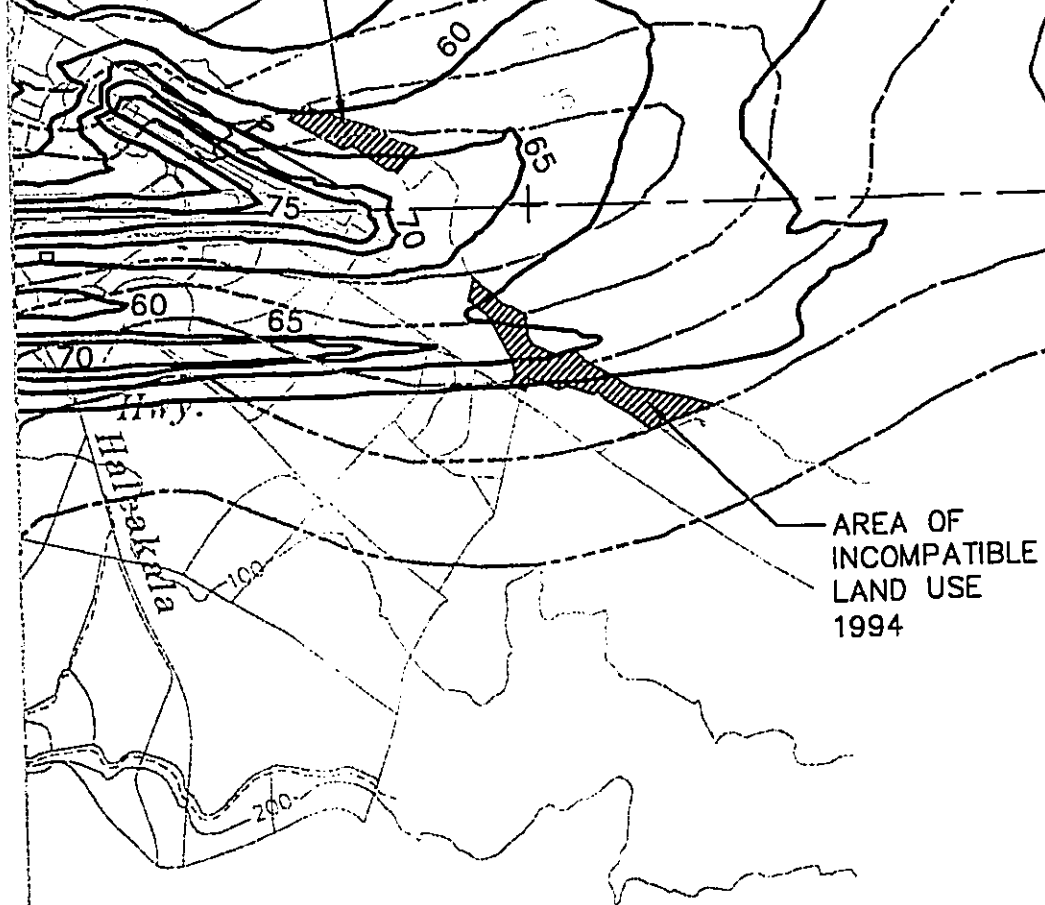 60
65
75
70
60
65
70
Hwy.
Haleakala
100
200
AREA OF
INCOMPATIBLE
LAND USE
1994